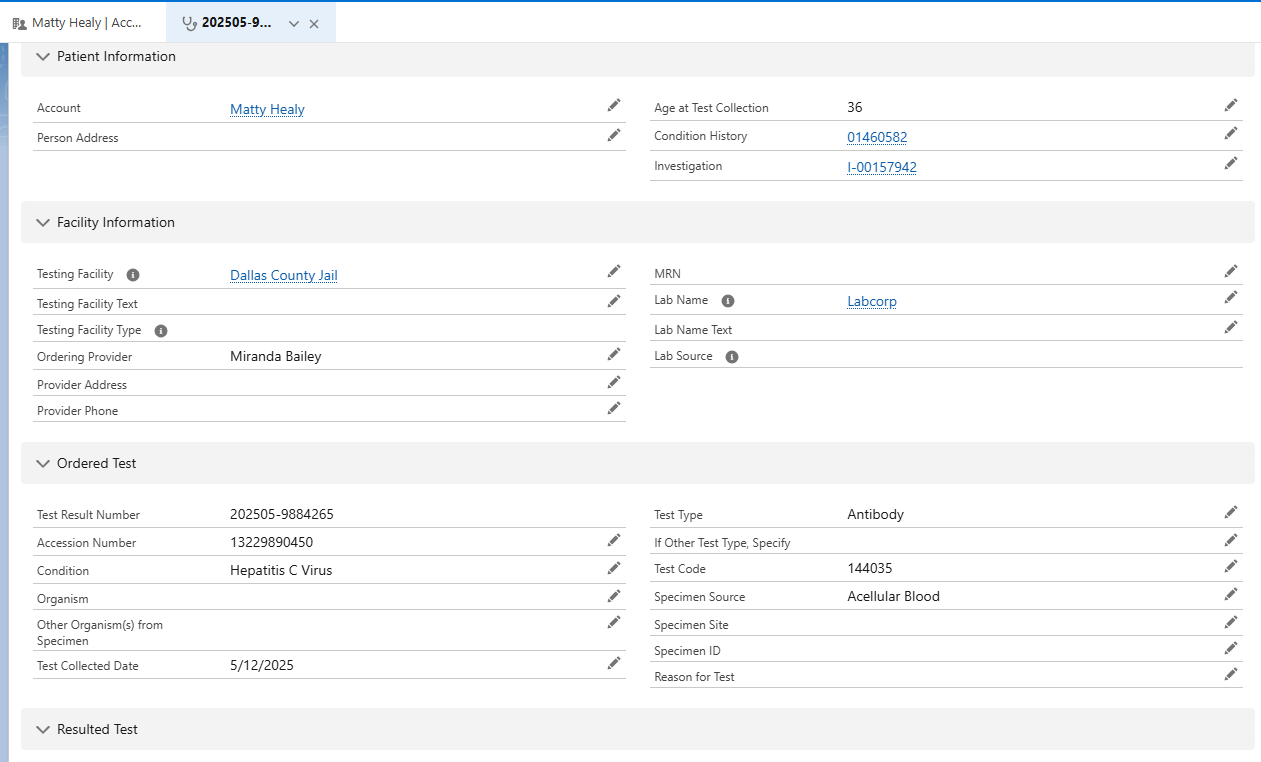 Matty Healy | Acc...
202505-9...
Patient Information
Account Matty Healy
Person Address
Age at Test Collection 36
Condition History 01460582
Investigation I-00157942
Facility Information
Testing Facility Dallas County Jail
Testing Facility Text
Testing Facility Type
Ordering Provider Miranda Bailey
Provider Address
Provider Phone
MRN
Lab Name Labcorp
Lab Name Text
Lab Source
Ordered Test
Test Result Number 202505-9884265
Accession Number 13229890450
Condition Hepatitis C Virus
Organism
Other Organism(s) from
Specimen
Test Collected Date 5/12/2025
Test Type Antibody
If Other Test Type, Specify
Test Code 144035
Specimen Source Acellular Blood
Specimen Site
Specimen ID
Reason for Test
Resulted Test